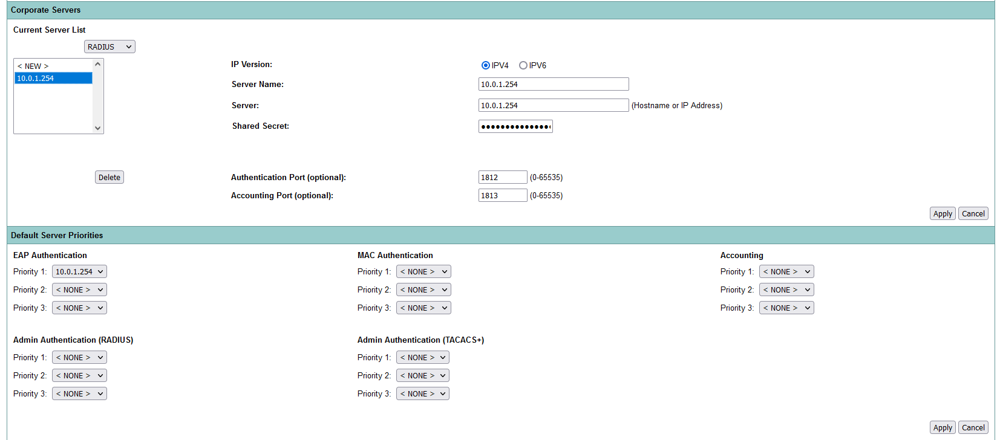 Corporate Servers
Current Server List
RADIUS
< NEW >
10.0.1.254
IP Version: IPV4 IPV6
Server Name: 10.0.1.254
Server: 10.0.1.254 (Hostname or IP Address)
Shared Secret: ●●●●●●●●●●●●●●●
Delete
Authentication Port (optional): 1812 (0-65535)
Accounting Port (optional): 1813 (0-65535)
Apply Cancel
Default Server Priorities
EAP Authentication MAC Authentication Accounting
Priority 1: 10.0.1.254 Priority 1: < NONE > Priority 1: < NONE >
Priority 2: < NONE > Priority 2: < NONE > Priority 2: < NONE >
Priority 3: < NONE > Priority 3: < NONE > Priority 3: < NONE >
Admin Authentication (RADIUS) Admin Authentication (TACACS+)
Priority 1: < NONE > Priority 1: < NONE >
Priority 2: < NONE > Priority 2: < NONE >
Priority 3: < NONE > Priority 3: < NONE >
Apply Cancel